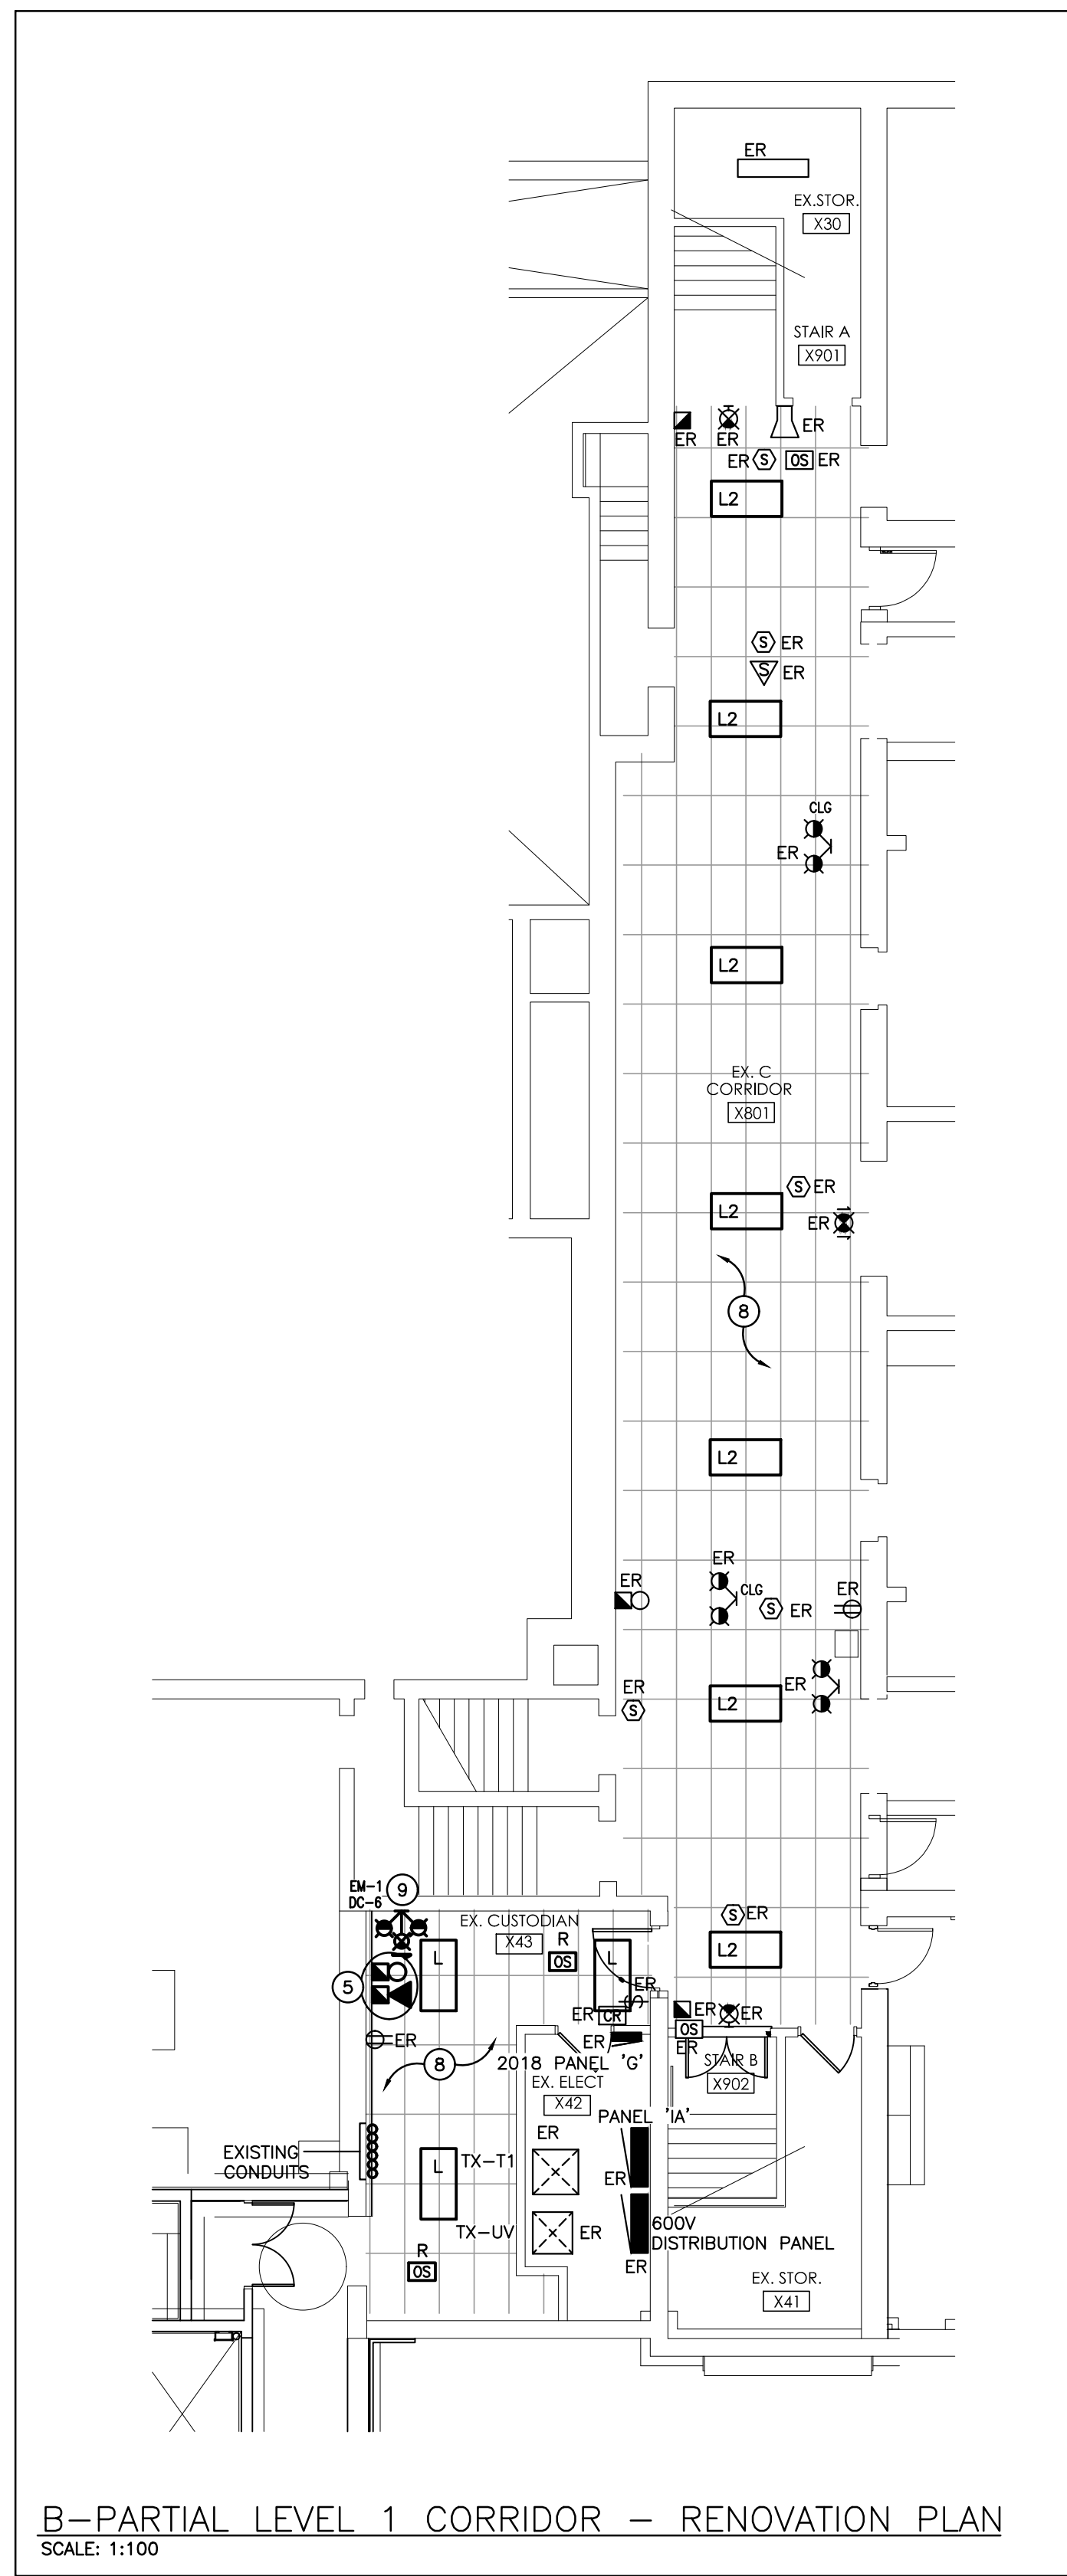 ER
EX.STOR.
X30
STAIR A
X901
ER
ER
ER
ER
S
OS
ER
L2
S
ER
S
ER
L2
CLG
ER
L2
EX. C
CORRIDOR
X801
S
ER
L2
ER
8
L2
ER
ER
CLG
ER
S
ER
ER
ER
S
L2
EM-1
DC-6
9
S
ER
EX. CUSTODIAN
X43
R
OS
L
L
L2
5
ER
S
ER
CR
ER
ER
OS
ER
ER
ER
8
2018 PANEL 'G'
EX. ELECT
X42
STAIR B
X902
PANEL 'IA'
ER
EXISTING
CONDUITS
L
TX-T1
ER
TX-UV
ER
600V
DISTRIBUTION PANEL
R
OS
ER
EX. STOR.
X41
B-PARTIAL LEVEL 1 CORRIDOR - RENOVATION PLAN
SCALE: 1:100